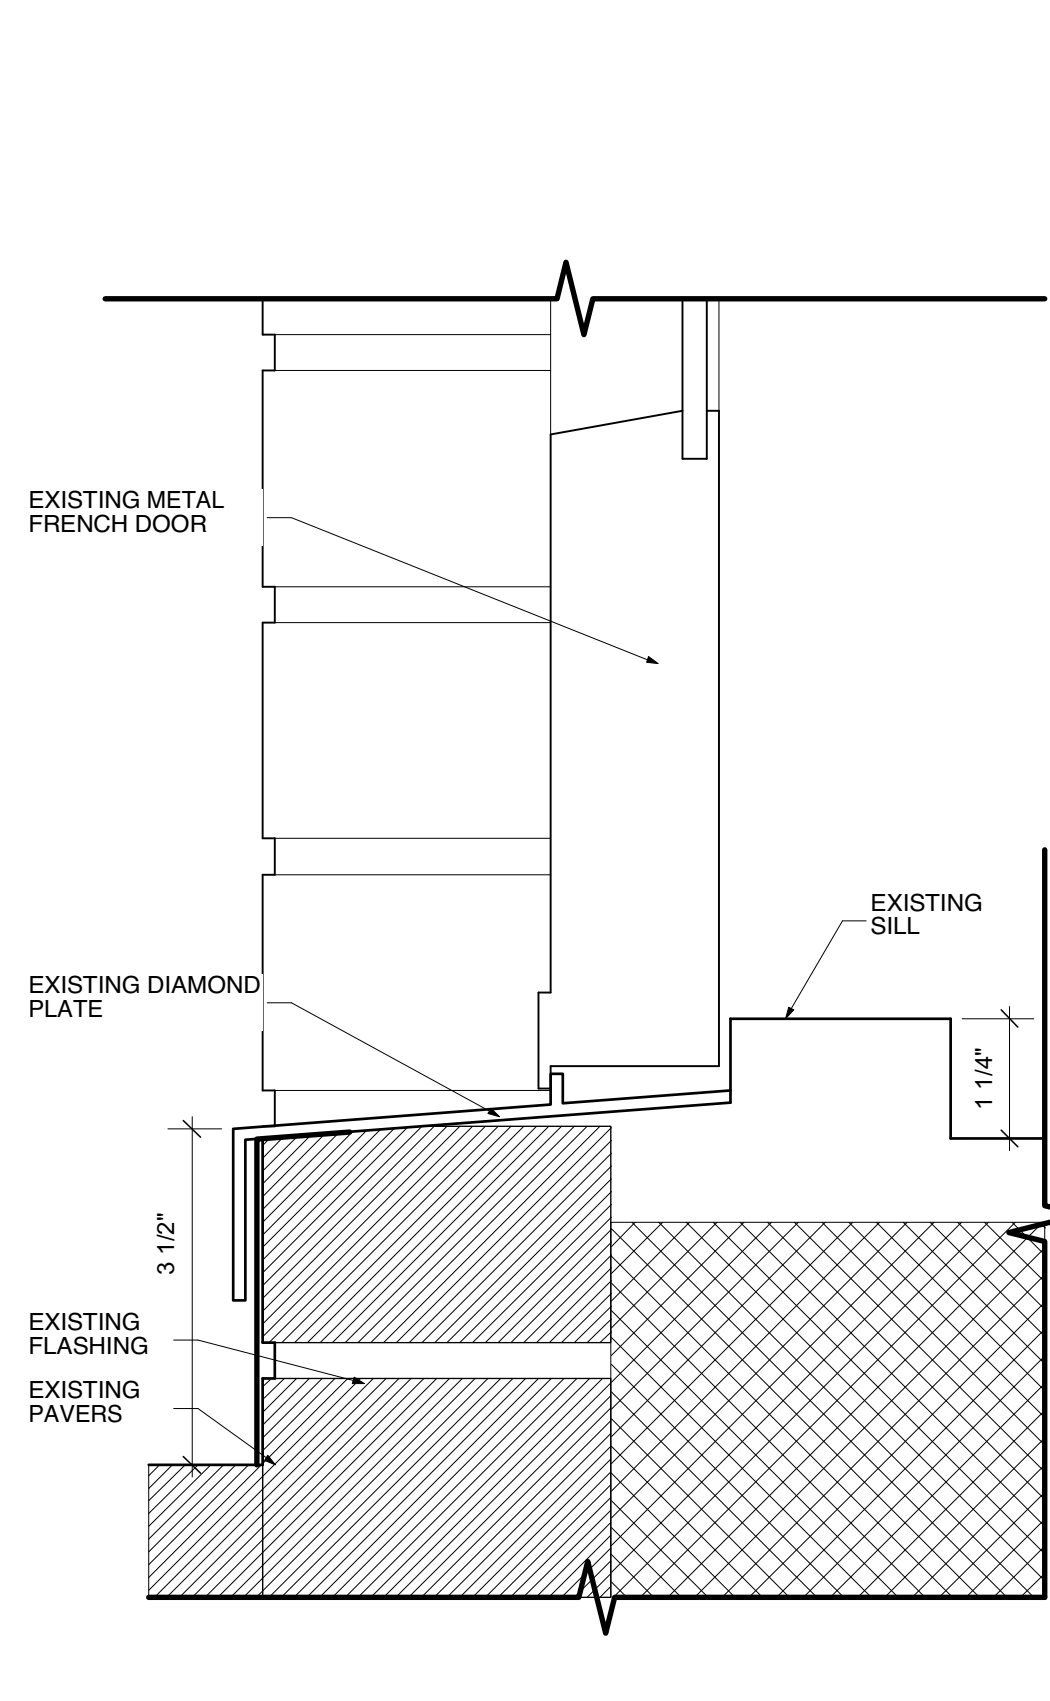 EXISTING METAL
FRENCH DOOR
EXISTING
SILL
EXISTING DIAMOND
PLATE
1 1/4"
3 1/2"
EXISTING
FLASHING
EXISTING
PAVERS